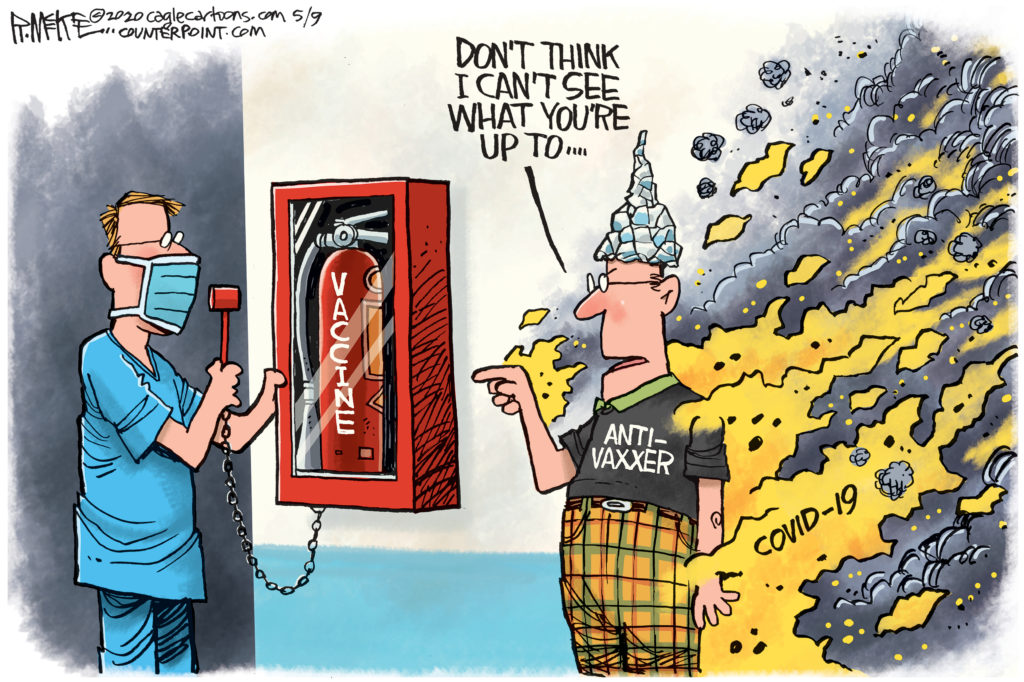 R.McKEE...
©2020 caglecartoons.com 5/9
COUNTERPOINT.COM
DON'T THINK
I CAN'T SEE
WHAT YOU'RE
UP TO....
VACCINE
ANTI-
VAXXER
COVID-19